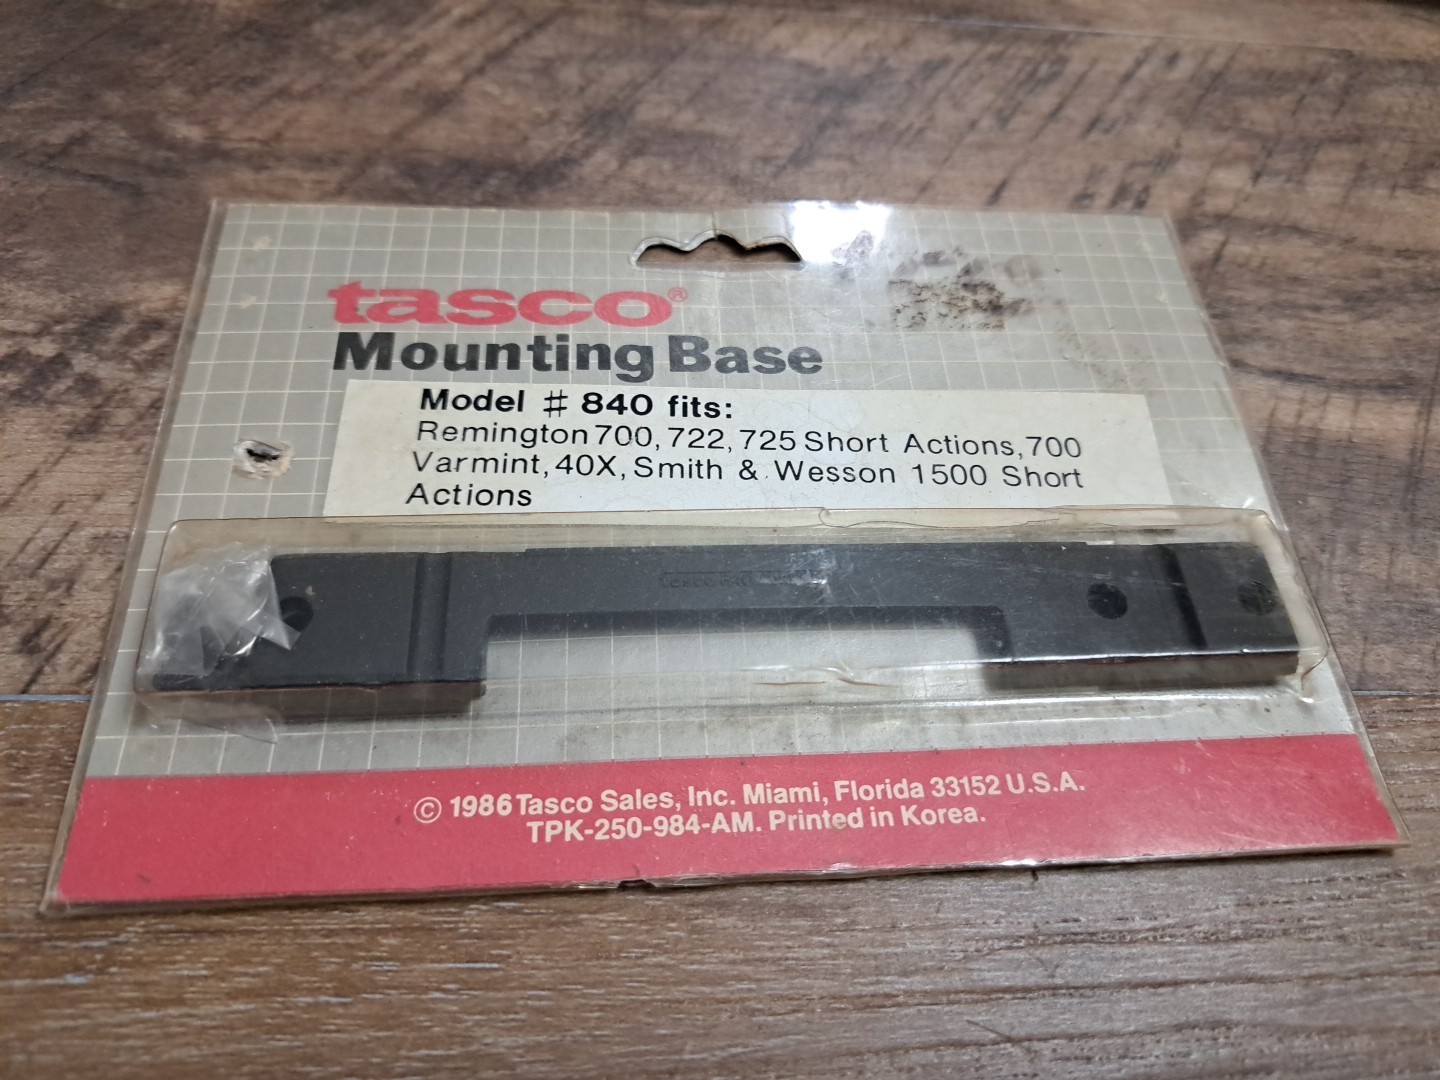 tasco®
Mounting Base
Model # 840 fits:
Remington 700, 722, 725 Short Actions, 700
Varmint, 40X, Smith & Wesson 1500 Short
Actions
tasco
© 1986 Tasco Sales, Inc. Miami, Florida 33152 U.S.A.
TPK-250-984-AM. Printed in Korea.